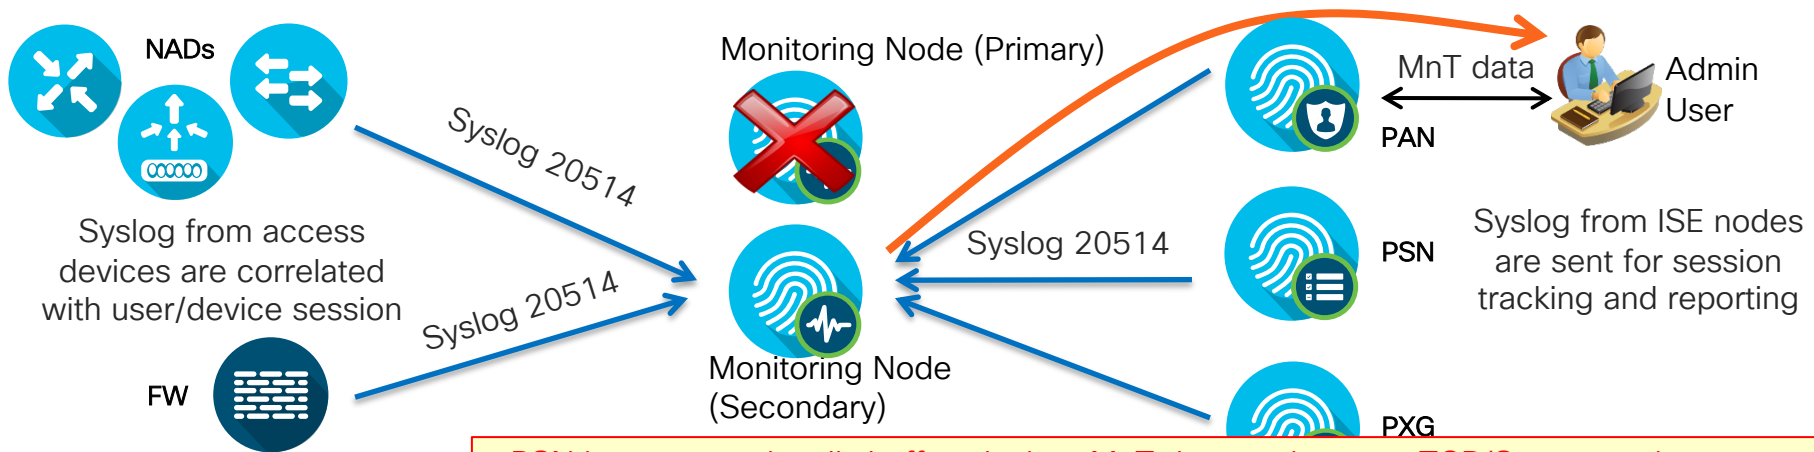 NADs
Monitoring Node (Primary)
MnT data
Admin
User
PAN
Syslog 20514
Syslog from access
devices are correlated
with user/device session
Syslog 20514
Syslog 20514
PSN
Syslog from ISE nodes
are sent for session
tracking and reporting
FW
Monitoring Node
(Secondary)
PXG